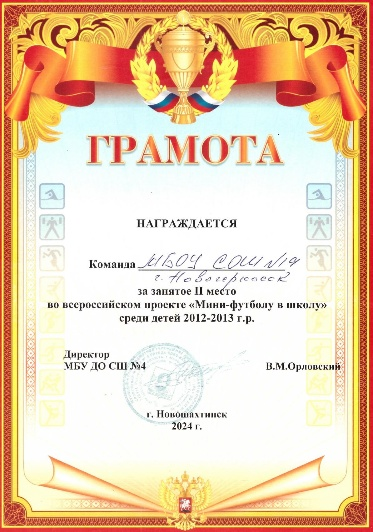 ГРАМОТА
НАГРАЖДАЕТСЯ
Команда МБОУ СОШ №19
г. Новочеркасск
за занятое II место
во всероссийском проекте «Мини-футболу в школу»
среди детей 2012-2013 г.р.
Директор
МБУ ДО СШ №4 В.М.Орловский
г. Новошахтинск
2024 г.